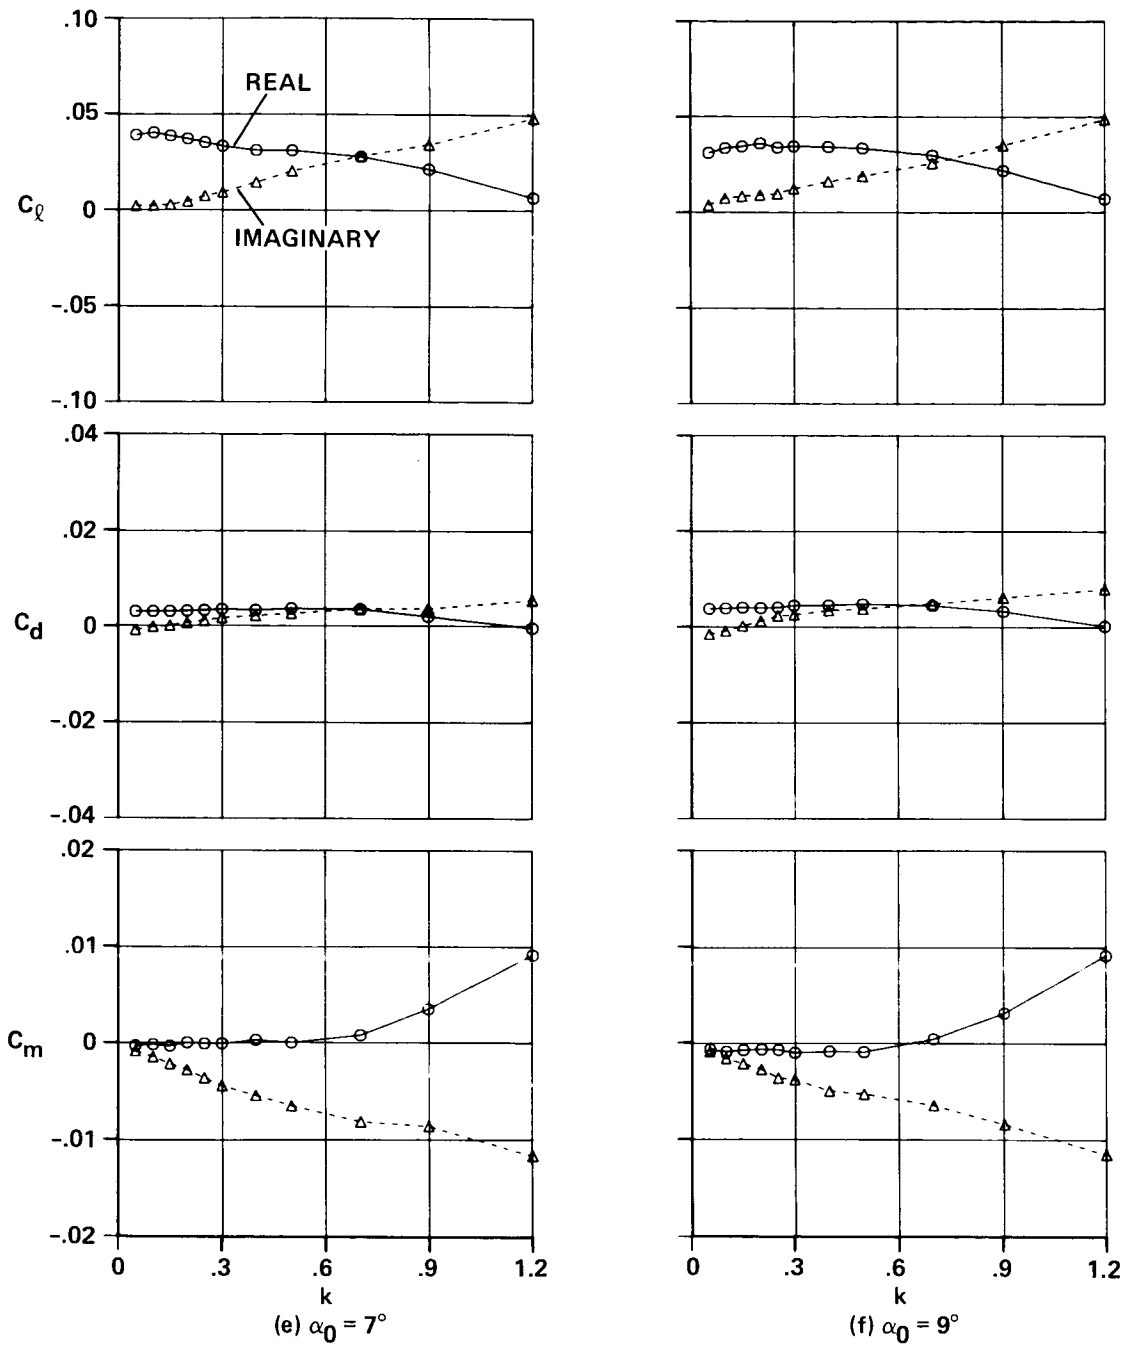 .10
REAL
.05
Cℓ
0
IMAGINARY
-.05
-.10
.04
.02
Cd
0
-.02
-.04
.02
.01
Cm
0
-.01
-.02
0 .3 .6 .9 1.2
k
(e) α0 = 7°
0 .3 .6 .9 1.2
k
(f) α0 = 9°